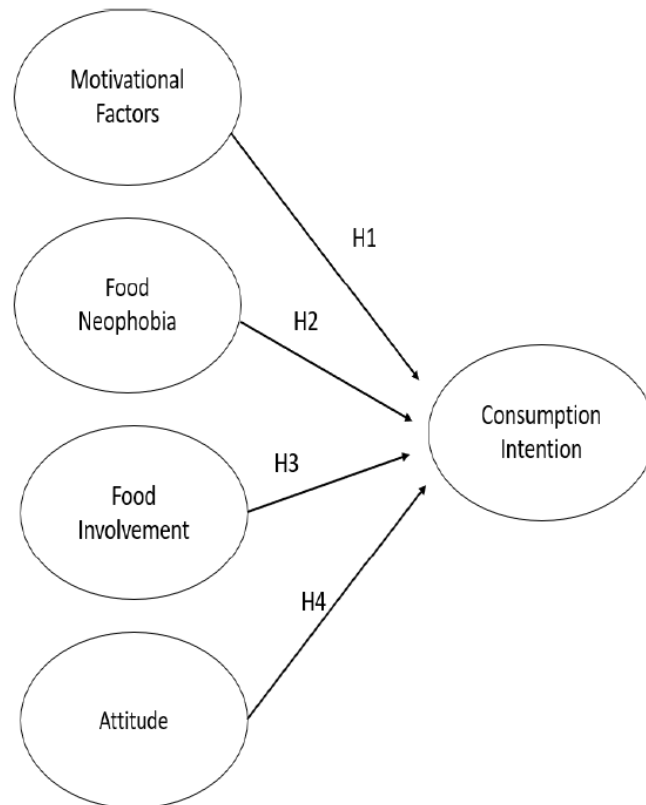 Motivational
Factors
H1
Food
Neophobia
H2
Consumption
Intention
Food
Involvement
H3
H4
Attitude